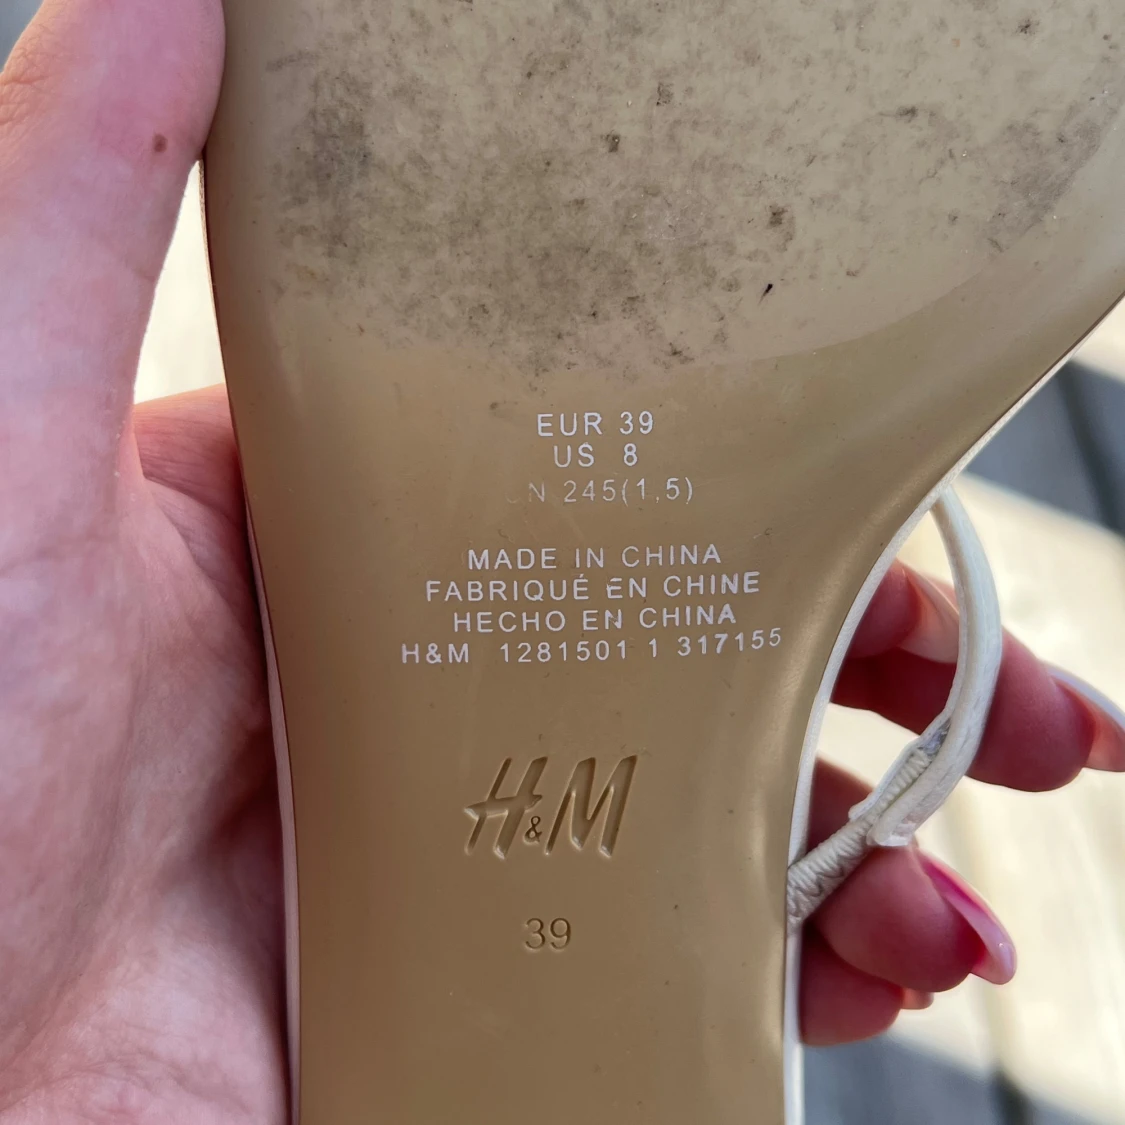 EUR 39
US 8
245(1,5)
MADE IN CHINA
FABRIQUÉ EN CHINE
HECHO EN CHINA
H&M 1281501 1 317155
H&M
39